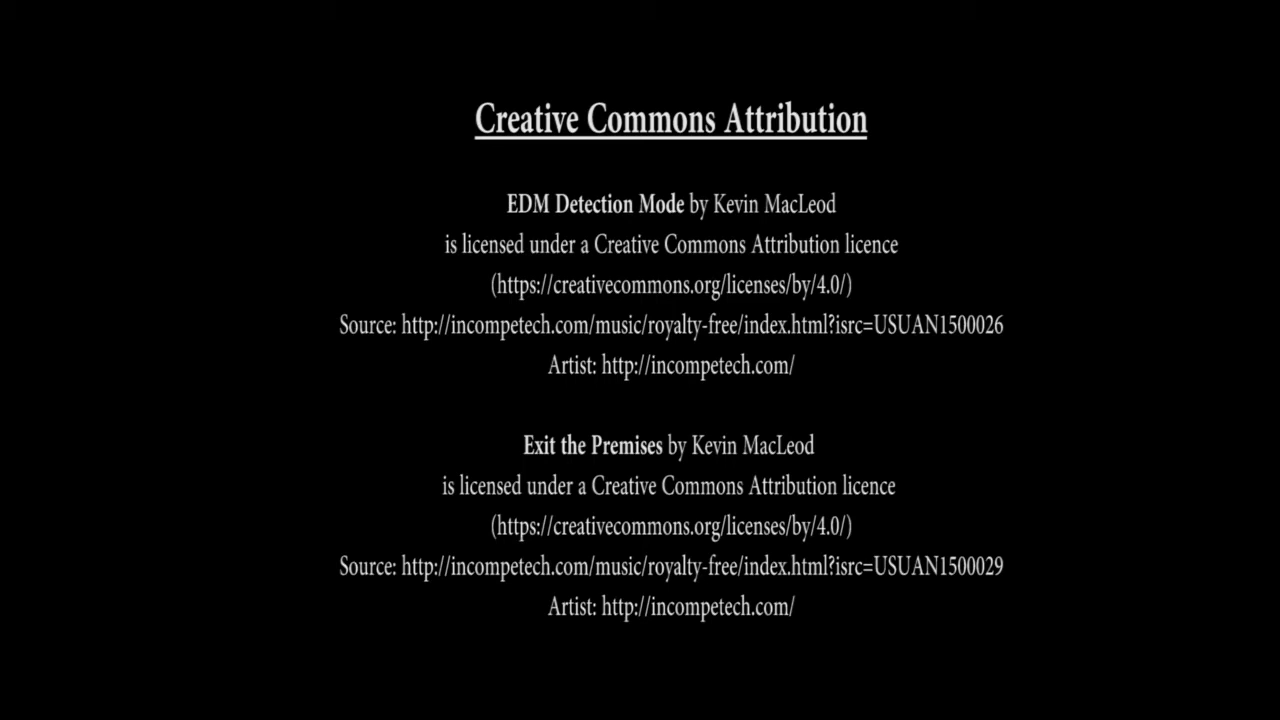 Creative Commons Attribution
EDM Detection Mode by Kevin MacLeod
is licensed under a Creative Commons Attribution licence
(https://creativecommons.org/licenses/by/4.0/)
Source: http://incompetech.com/music/royalty-free/index.html?isrc=USUAN1500026
Artist: http://incompetech.com/
Exit the Premises by Kevin MacLeod
is licensed under a Creative Commons Attribution licence
(https://creativecommons.org/licenses/by/4.0/)
Source: http://incompetech.com/music/royalty-free/index.html?isrc=USUAN1500029
Artist: http://incompetech.com/